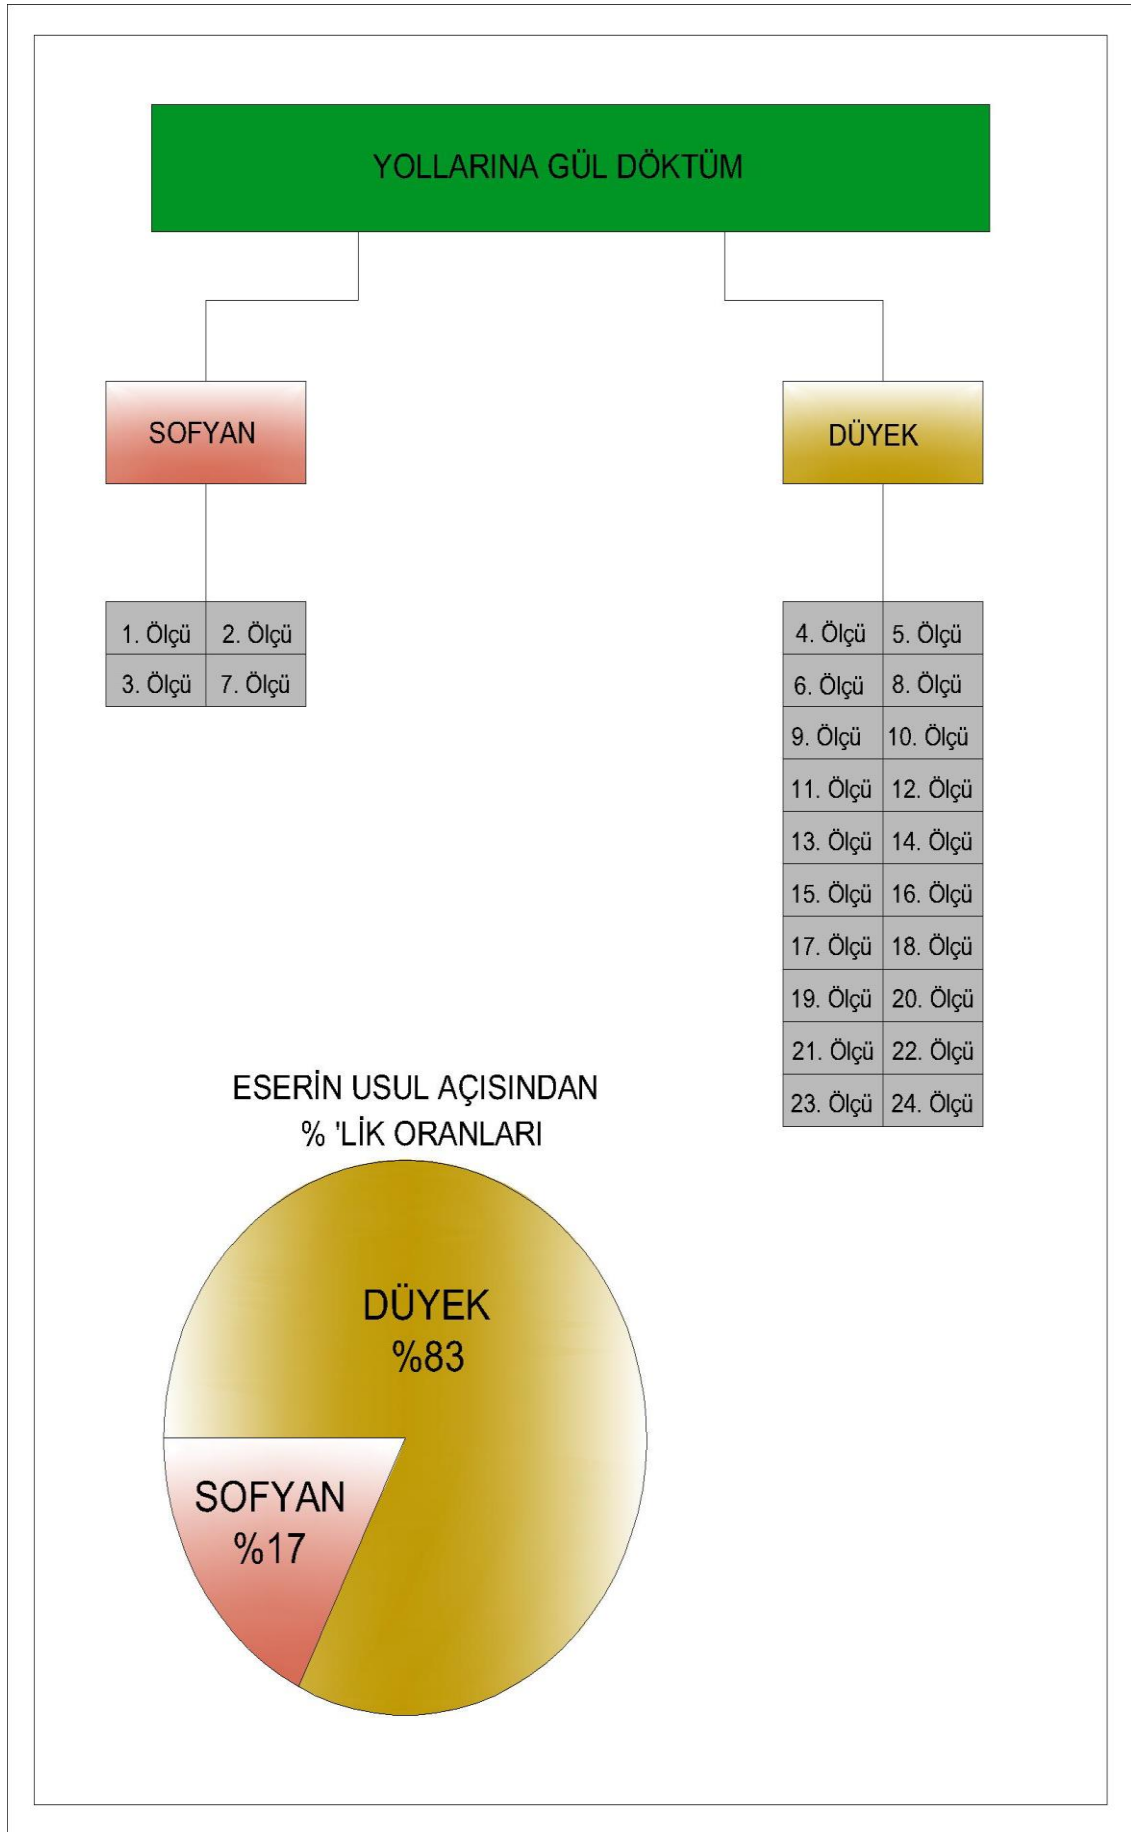 YOLLARINA GÜL DÖKTÜM
SOFYAN
DÜYEK
1. Ölçü 2. Ölçü
3. Ölçü 7. Ölçü
4. Ölçü 5. Ölçü
6. Ölçü 8. Ölçü
9. Ölçü 10. Ölçü
11. Ölçü 12. Ölçü
13. Ölçü 14. Ölçü
15. Ölçü 16. Ölçü
17. Ölçü 18. Ölçü
19. Ölçü 20. Ölçü
21. Ölçü 22. Ölçü
23. Ölçü 24. Ölçü
ESERİN USUL AÇISINDAN
% 'LİK ORANLARI
DÜYEK
%83
SOFYAN
%17